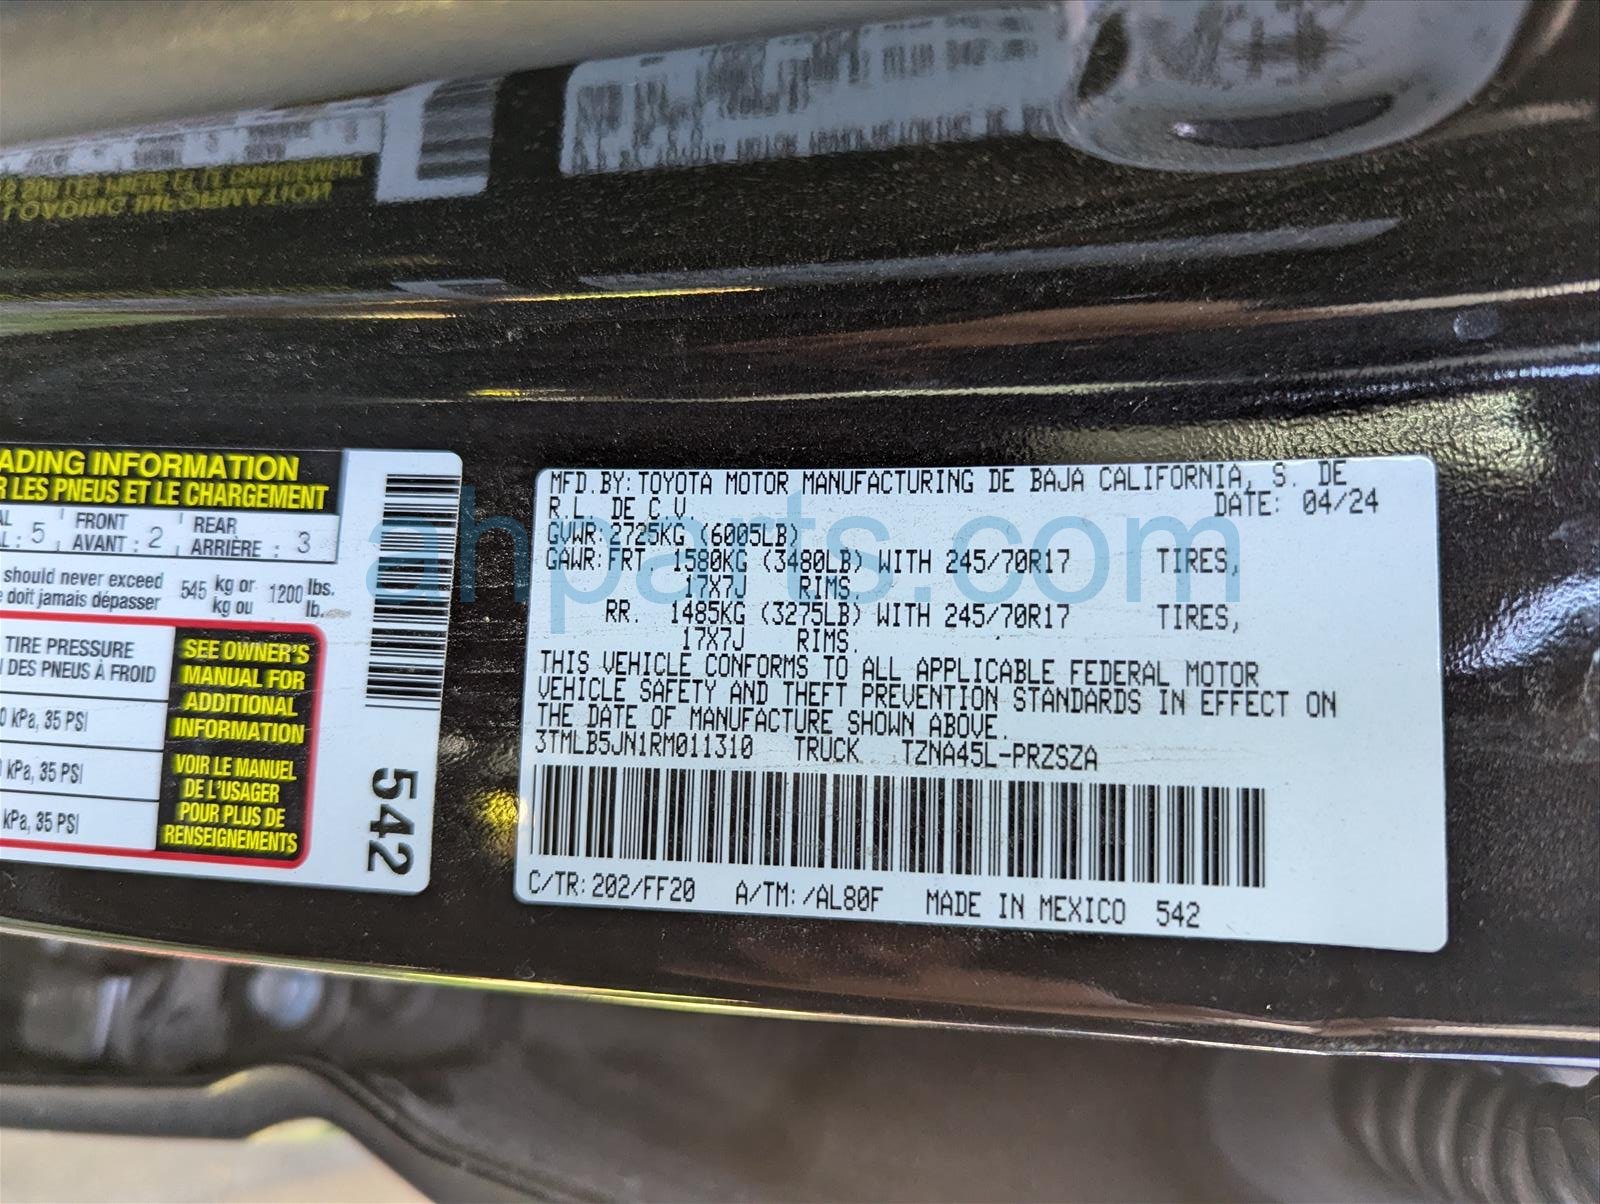 ADING INFORMATION
R LES PNEUS ET LE CHARGEMENT
AL : 5 FRONT AVANT : 2 REAR ARRIÈRE : 3
should never exceed 545 kg or 1200 lbs.
doit jamais dépasser kg ou lb.
TIRE PRESSURE
DES PNEUS À FROID
0 kPa, 35 PSI
kPa, 35 PSI
kPa, 35 PSI
SEE OWNER'S
MANUAL FOR
ADDITIONAL
INFORMATION
VOIR LE MANUEL
DE L'USAGER
POUR PLUS DE
RENSEIGNEMENTS
542
MFD.BY:TOYOTA MOTOR MANUFACTURING DE BAJA CALIFORNIA, S. DE
R.L. DE C.V. DATE: 04/24
GVWR:2725KG (6005LB)
GAWR:FRT 1580KG (3480LB) WITH 245/70R17 TIRES,
17X7J RIMS.
RR. 1485KG (3275LB) WITH 245/70R17 TIRES,
17X7J RIMS.
THIS VEHICLE CONFORMS TO ALL APPLICABLE FEDERAL MOTOR
VEHICLE SAFETY AND THEFT PREVENTION STANDARDS IN EFFECT ON
THE DATE OF MANUFACTURE SHOWN ABOVE.
3TMLB5JN1RM011310 TRUCK TZNA45L-PRZSZA
C/TR:202/FF20 A/TM:/AL80F MADE IN MEXICO 542
ahparts.com